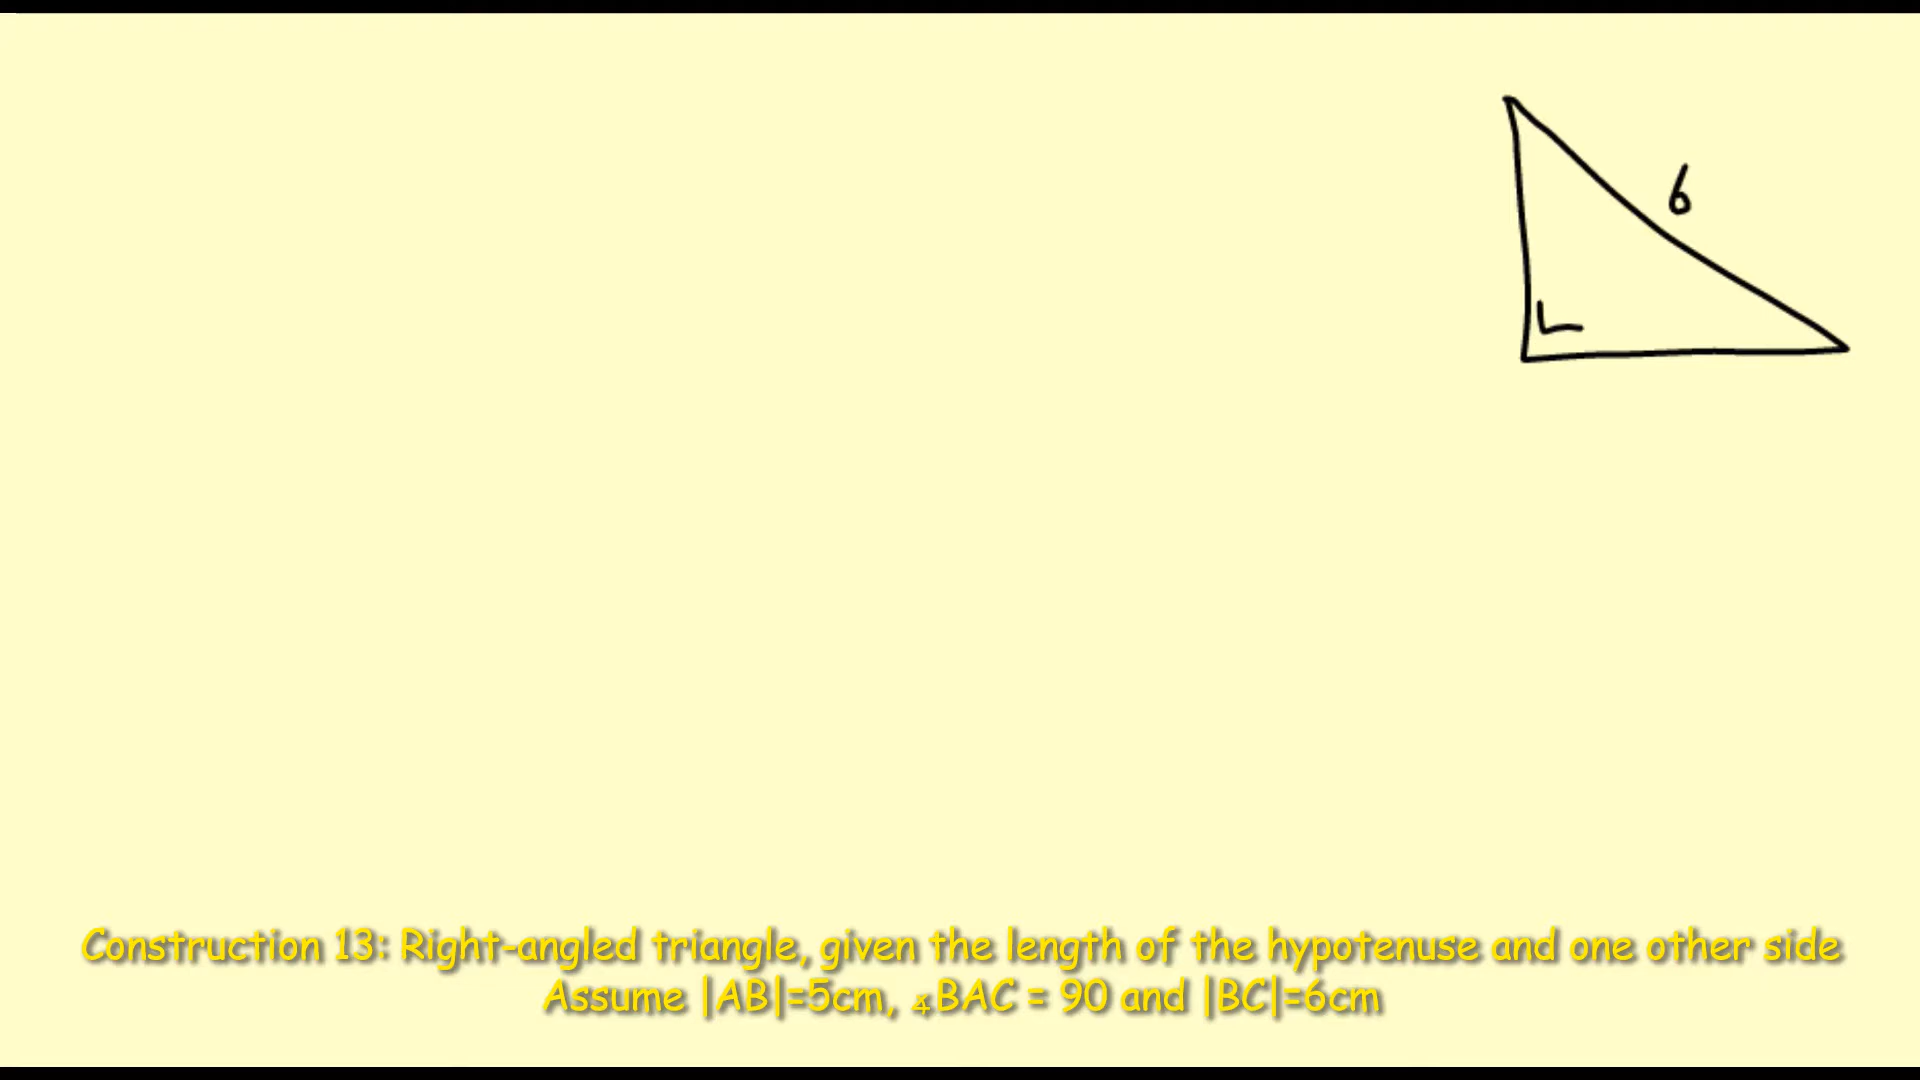 6
Construction 13: Right-angled triangle, given the length of the hypotenuse and one other side
Assume |AB|=5cm, ∡BAC = 90 and |BC|=6cm